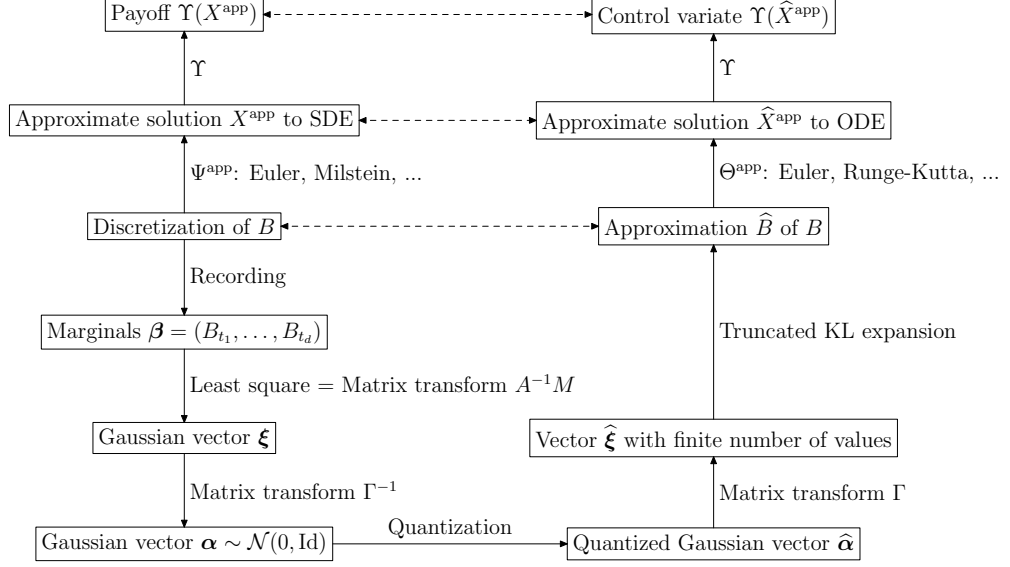 Payoff Υ(X^app)
Control variate Υ(X̂^app)
Υ
Υ
Approximate solution X^app to SDE
Approximate solution X̂^app to ODE
Ψ^app: Euler, Milstein, ...
Θ^app: Euler, Runge-Kutta, ...
Discretization of B
Approximation B̂ of B
Recording
Marginals β = (B_{t_1}, . . . , B_{t_d})
Truncated KL expansion
Least square = Matrix transform A^{-1}M
Gaussian vector ξ
Vector ξ̂ with finite number of values
Matrix transform Γ^{-1}
Matrix transform Γ
Gaussian vector α ∼ 𝒩(0, Id)
Quantization
Quantized Gaussian vector α̂